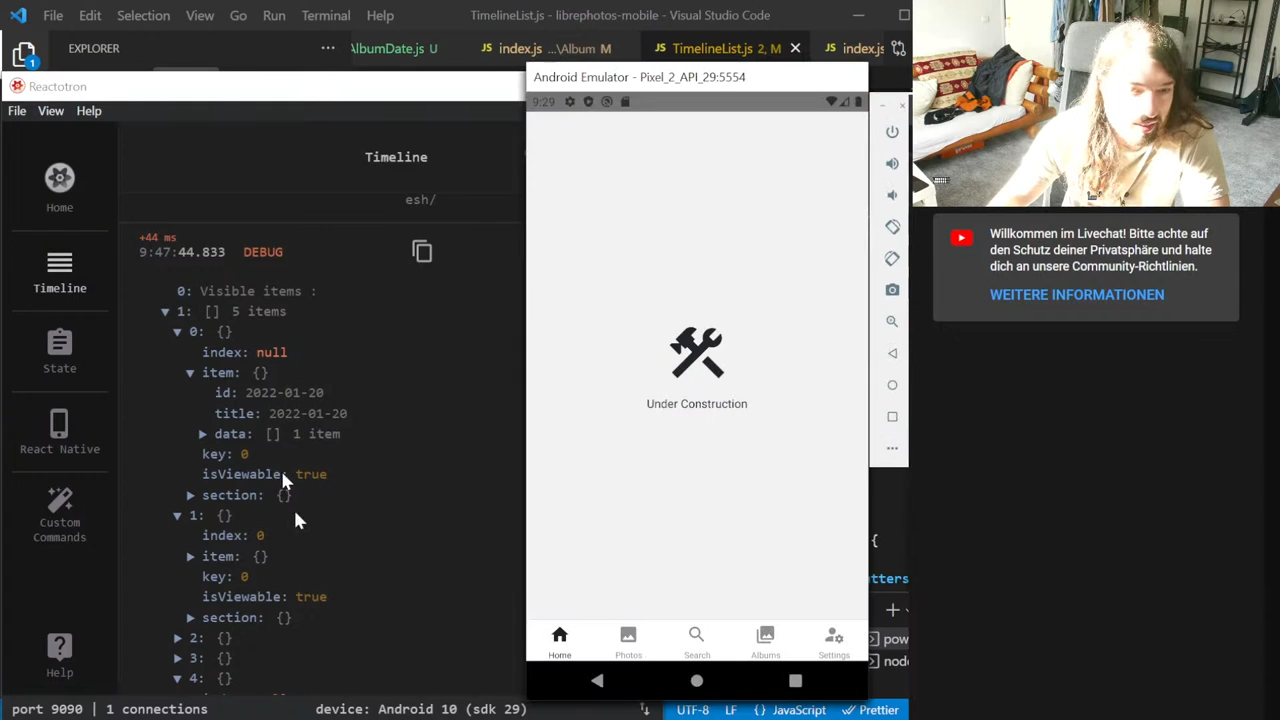 File Edit Selection View Go Run Terminal Help TimelineList.js - librephotos-mobile - Visual Studio Code
1
EXPLORER
AlbumDate.js U
index.js ...\Album M
TimelineList.js 2, M
index.js
Reactotron
File View Help
Home
Timeline
State
React Native
Custom
Commands
Help
Timeline
esh/
+44 ms
9:47:44.833 DEBUG
0: Visible items :
1: [] 5 items
0: {}
index: null
item: {}
id: 2022-01-20
title: 2022-01-20
data: [] 1 item
key: 0
isViewable: true
section: {}
1: {}
index: 0
item: {}
key: 0
isViewable: true
section: {}
2: {}
3: {}
4: {}
port 9090 | 1 connections
device: Android 10 (sdk 29)
Android Emulator - Pixel_2_API_29:5554
9:29
Under Construction
Home
Photos
Search
Albums
Settings
{
atters
pow
node
UTF-8 LF {} JavaScript Prettier
Willkommen im Livechat! Bitte achte auf
den Schutz deiner Privatsphäre und halte
dich an unsere Community-Richtlinien.
WEITERE INFORMATIONEN